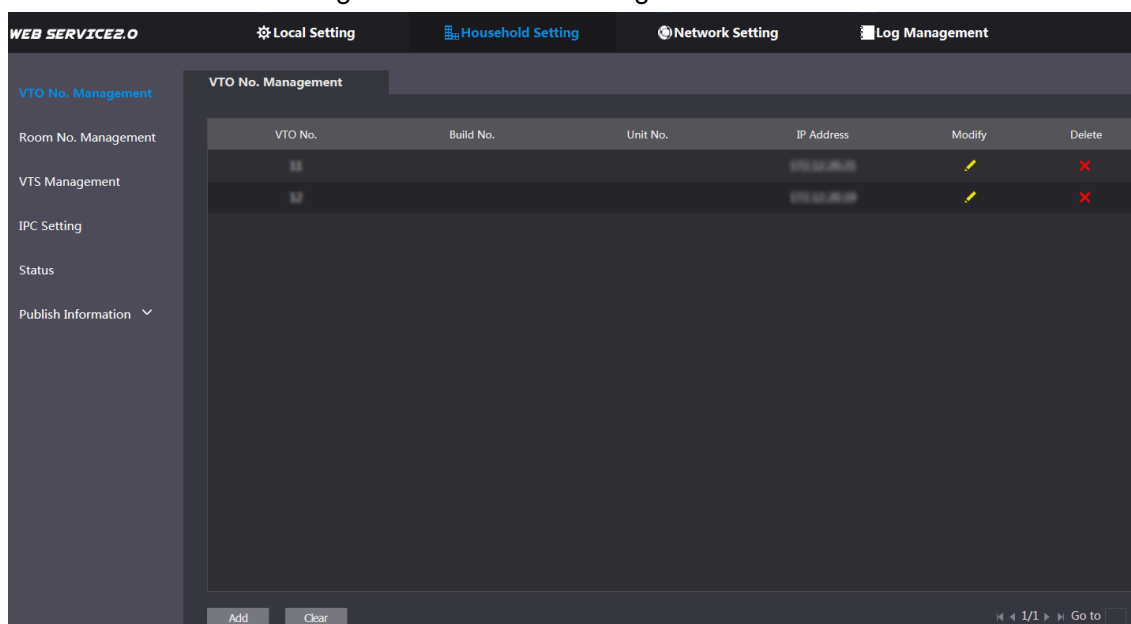 WEB SERVICE2.0 Local Setting Household Setting Network Setting Log Management
VTO No. Management
VTO No. Management
Room No. Management
VTS Management
IPC Setting
Status
Publish Information
VTO No. Build No. Unit No. IP Address Modify Delete
11
12
Add Clear 1/1 Go to